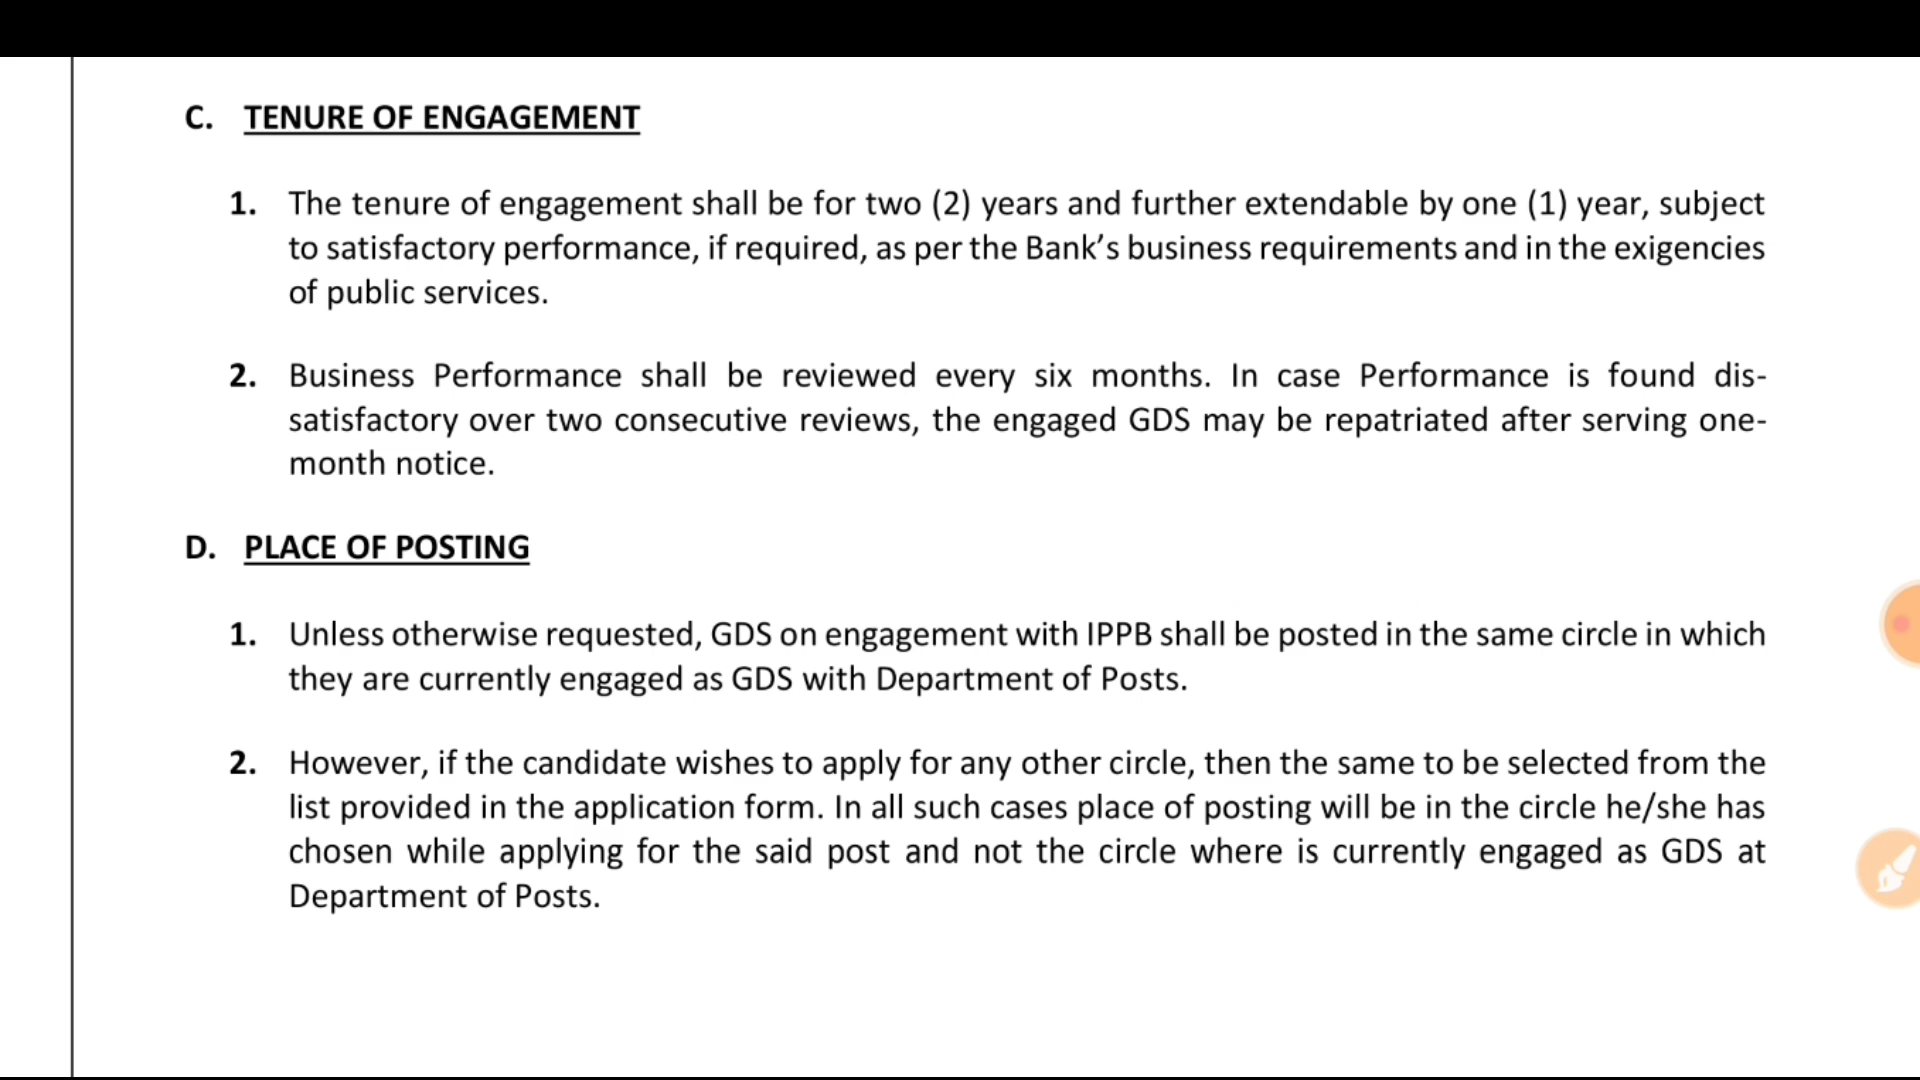 C. TENURE OF ENGAGEMENT
1. The tenure of engagement shall be for two (2) years and further extendable by one (1) year, subject
to satisfactory performance, if required, as per the Bank’s business requirements and in the exigencies
of public services.
2. Business Performance shall be reviewed every six months. In case Performance is found dis-
satisfactory over two consecutive reviews, the engaged GDS may be repatriated after serving one-
month notice.
D. PLACE OF POSTING
1. Unless otherwise requested, GDS on engagement with IPPB shall be posted in the same circle in which
they are currently engaged as GDS with Department of Posts.
2. However, if the candidate wishes to apply for any other circle, then the same to be selected from the
list provided in the application form. In all such cases place of posting will be in the circle he/she has
chosen while applying for the said post and not the circle where is currently engaged as GDS at
Department of Posts.